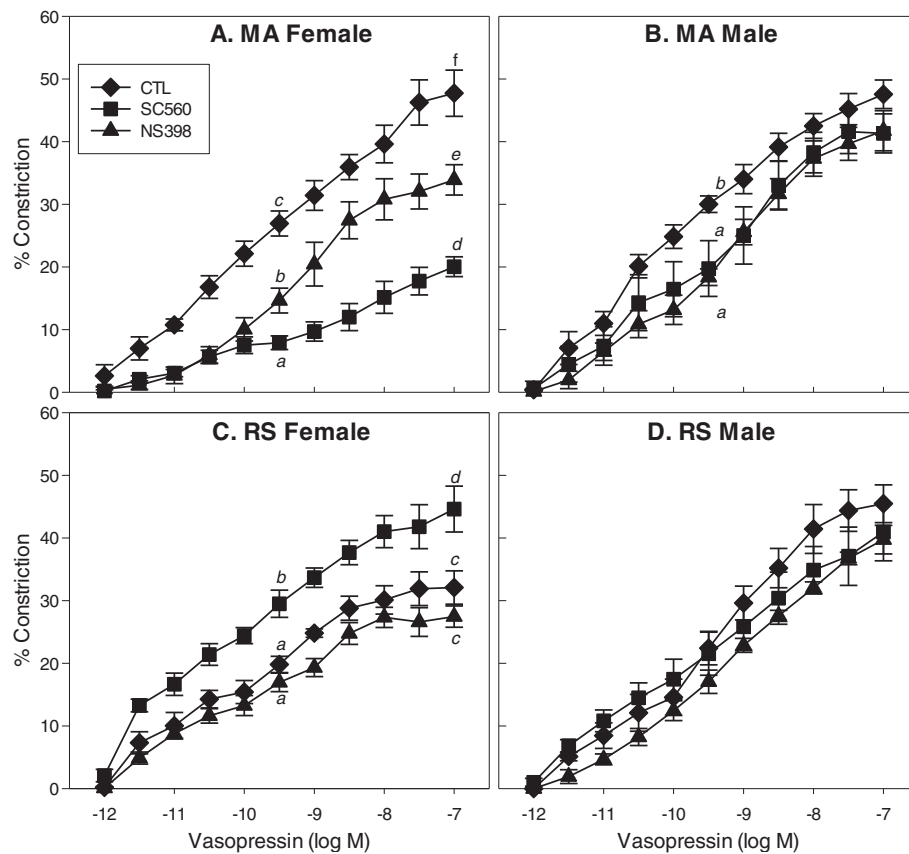 A. MA Female
B. MA Male
CTL
SC560
NS398
f
e
d
c
b
a
b
a
a
60
50
40
30
20
10
0
% Constriction
C. RS Female
D. RS Male
d
c
c
b
a
a
60
50
40
30
20
10
0
% Constriction
-12 -11 -10 -9 -8 -7
-12 -11 -10 -9 -8 -7
Vasopressin (log M)
Vasopressin (log M)